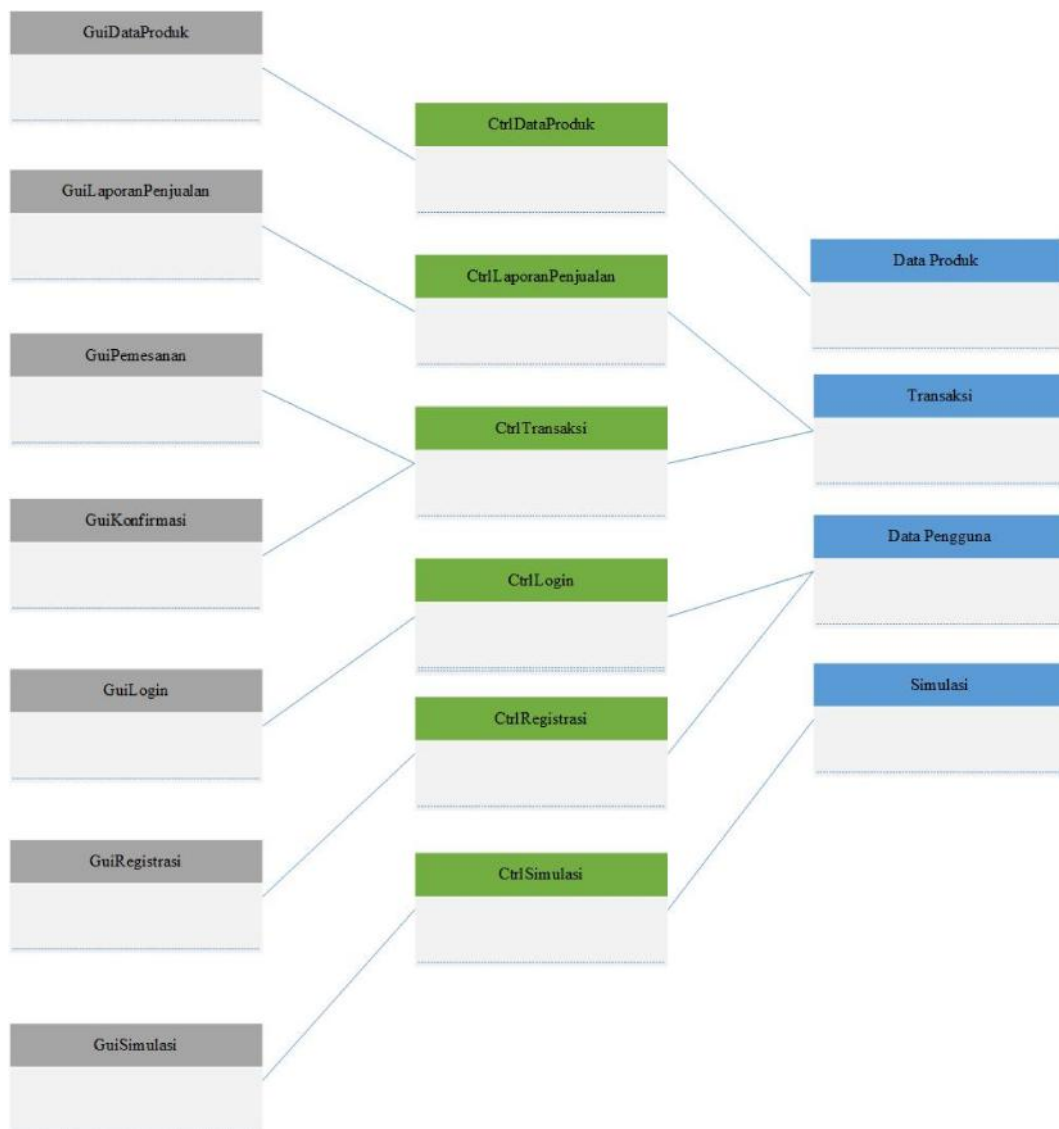 GuiDataProduk
GuiLaporanPenjualan
GuiPemesanan
GuiKonfirmasi
GuiLogin
GuiRegistrasi
GuiSimulasi
CtrlDataProduk
CtrlLaporanPenjualan
CtrlTransaksi
CtrlLogin
CtrlRegistrasi
CtrlSimulasi
Data Produk
Transaksi
Data Pengguna
Simulasi